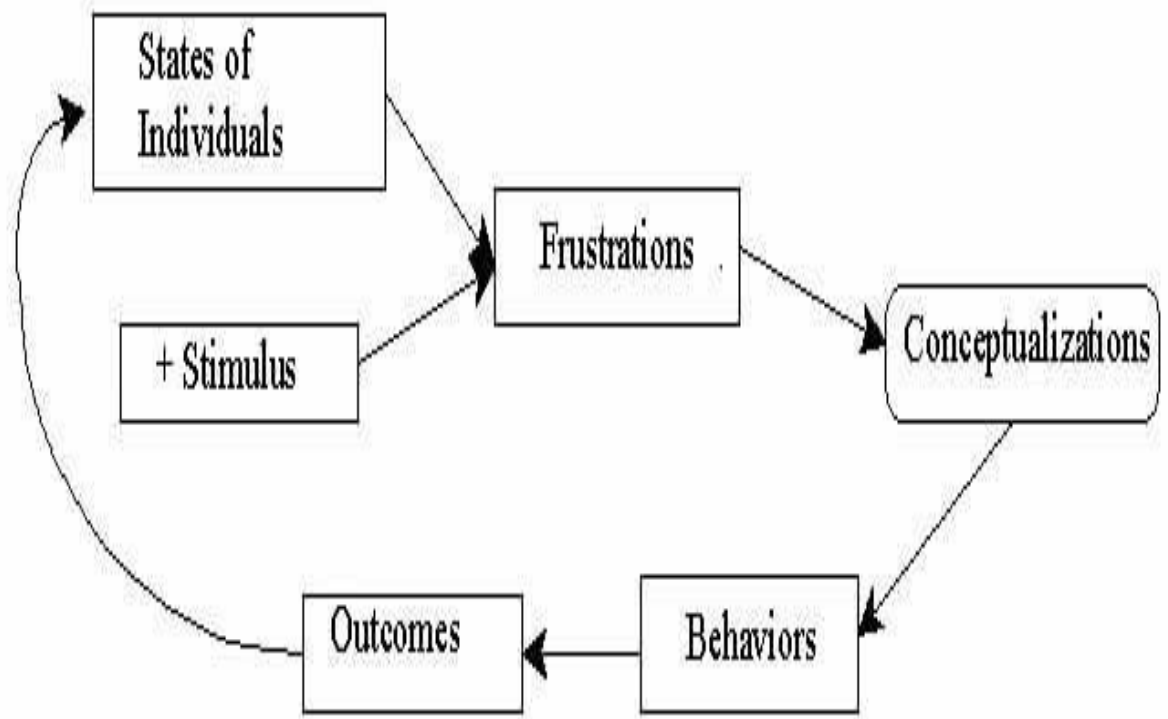 States of
Individuals
Frustrations
+ Stimulus
Conceptualizations
Outcomes
Behaviors